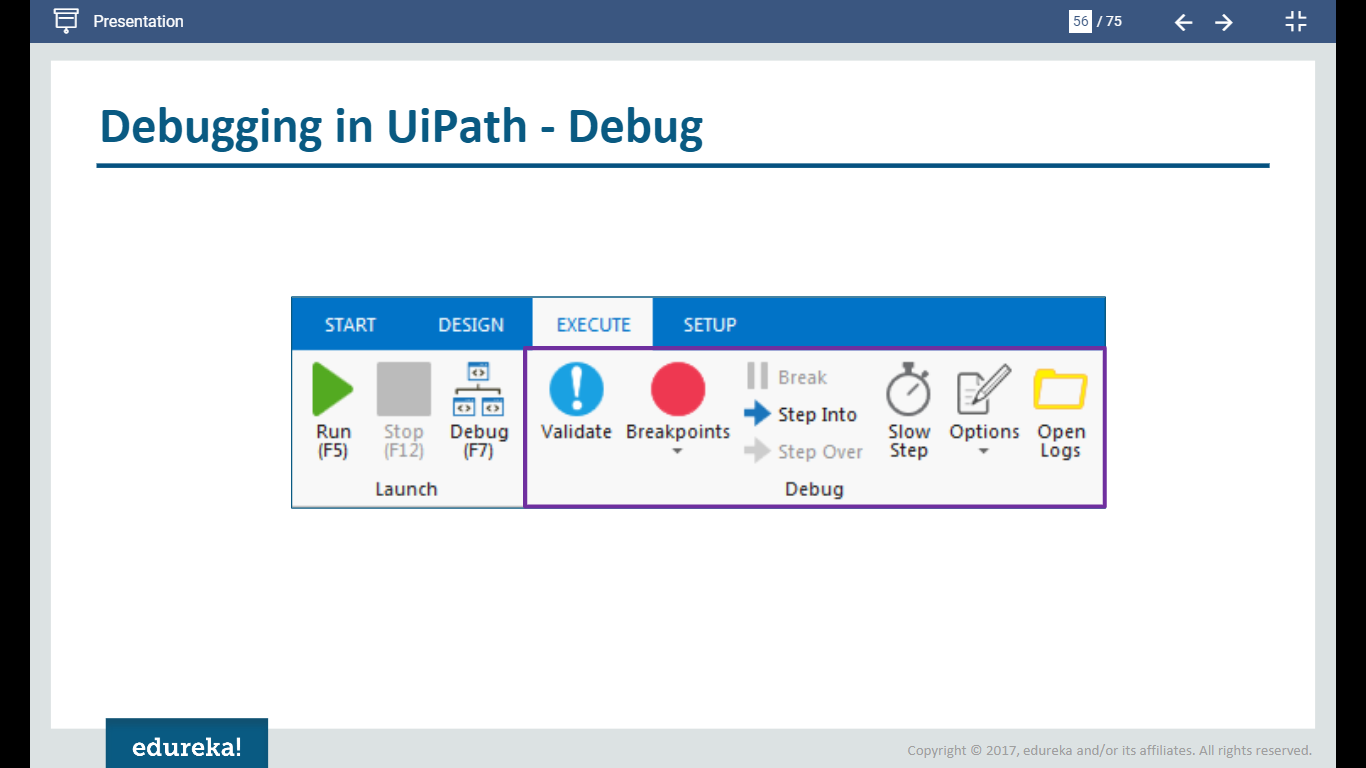 Presentation
56 / 75
Debugging in UiPath - Debug
START DESIGN EXECUTE SETUP
Run
(F5)
Stop
(F12)
Debug
(F7)
Launch
Validate
Breakpoints
Break
Step Into
Step Over
Slow
Step
Options
Open
Logs
Debug
edureka!
Copyright © 2017, edureka and/or its affiliates. All rights reserved.